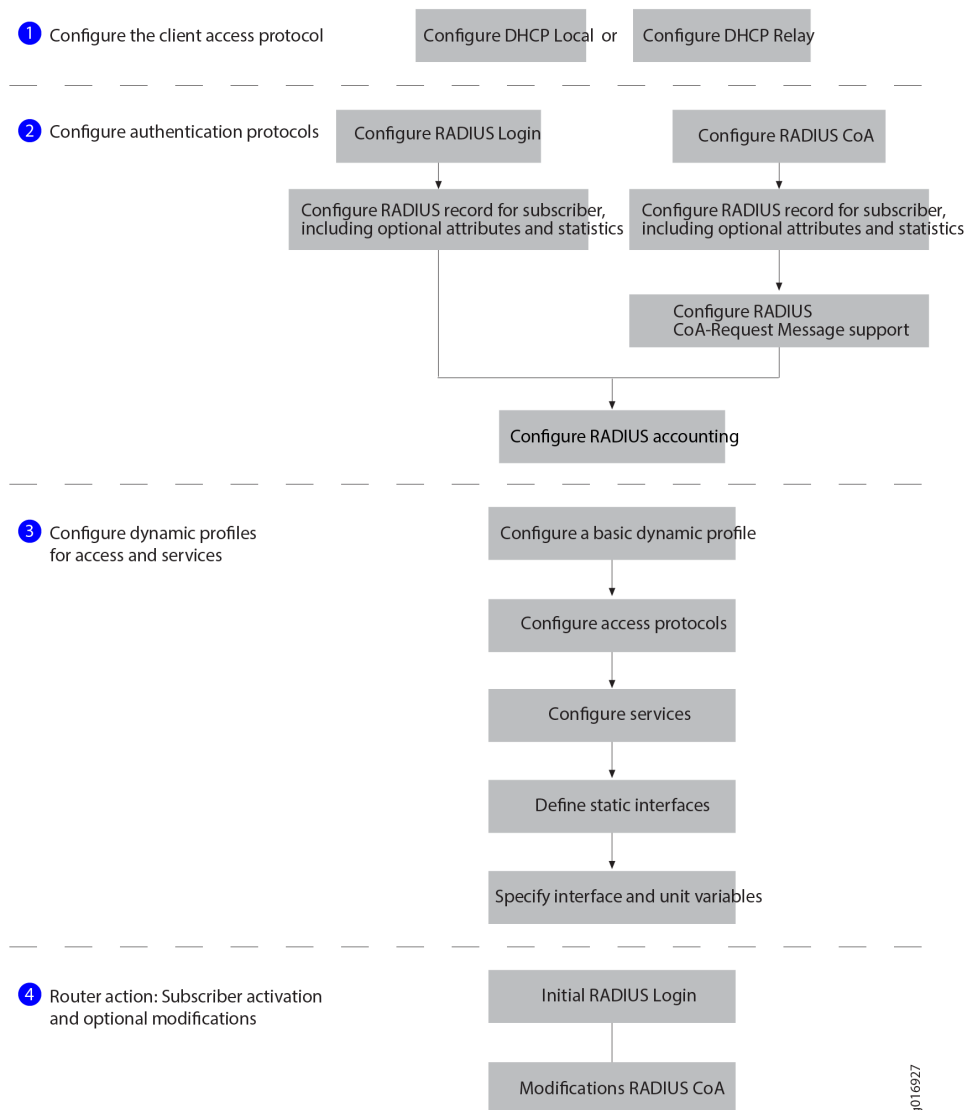 1 Configure the client access protocol
Configure DHCP Local or Configure DHCP Relay
2 Configure authentication protocols
Configure RADIUS Login
Configure RADIUS CoA
Configure RADIUS record for subscriber,
including optional attributes and statistics
Configure RADIUS record for subscriber,
including optional attributes and statistics
Configure RADIUS
CoA-Request Message support
Configure RADIUS accounting
3 Configure dynamic profiles
for access and services
Configure a basic dynamic profile
Configure access protocols
Configure services
Define static interfaces
Specify interface and unit variables
4 Router action: Subscriber activation
and optional modifications
Initial RADIUS Login
Modifications RADIUS CoA
g016927